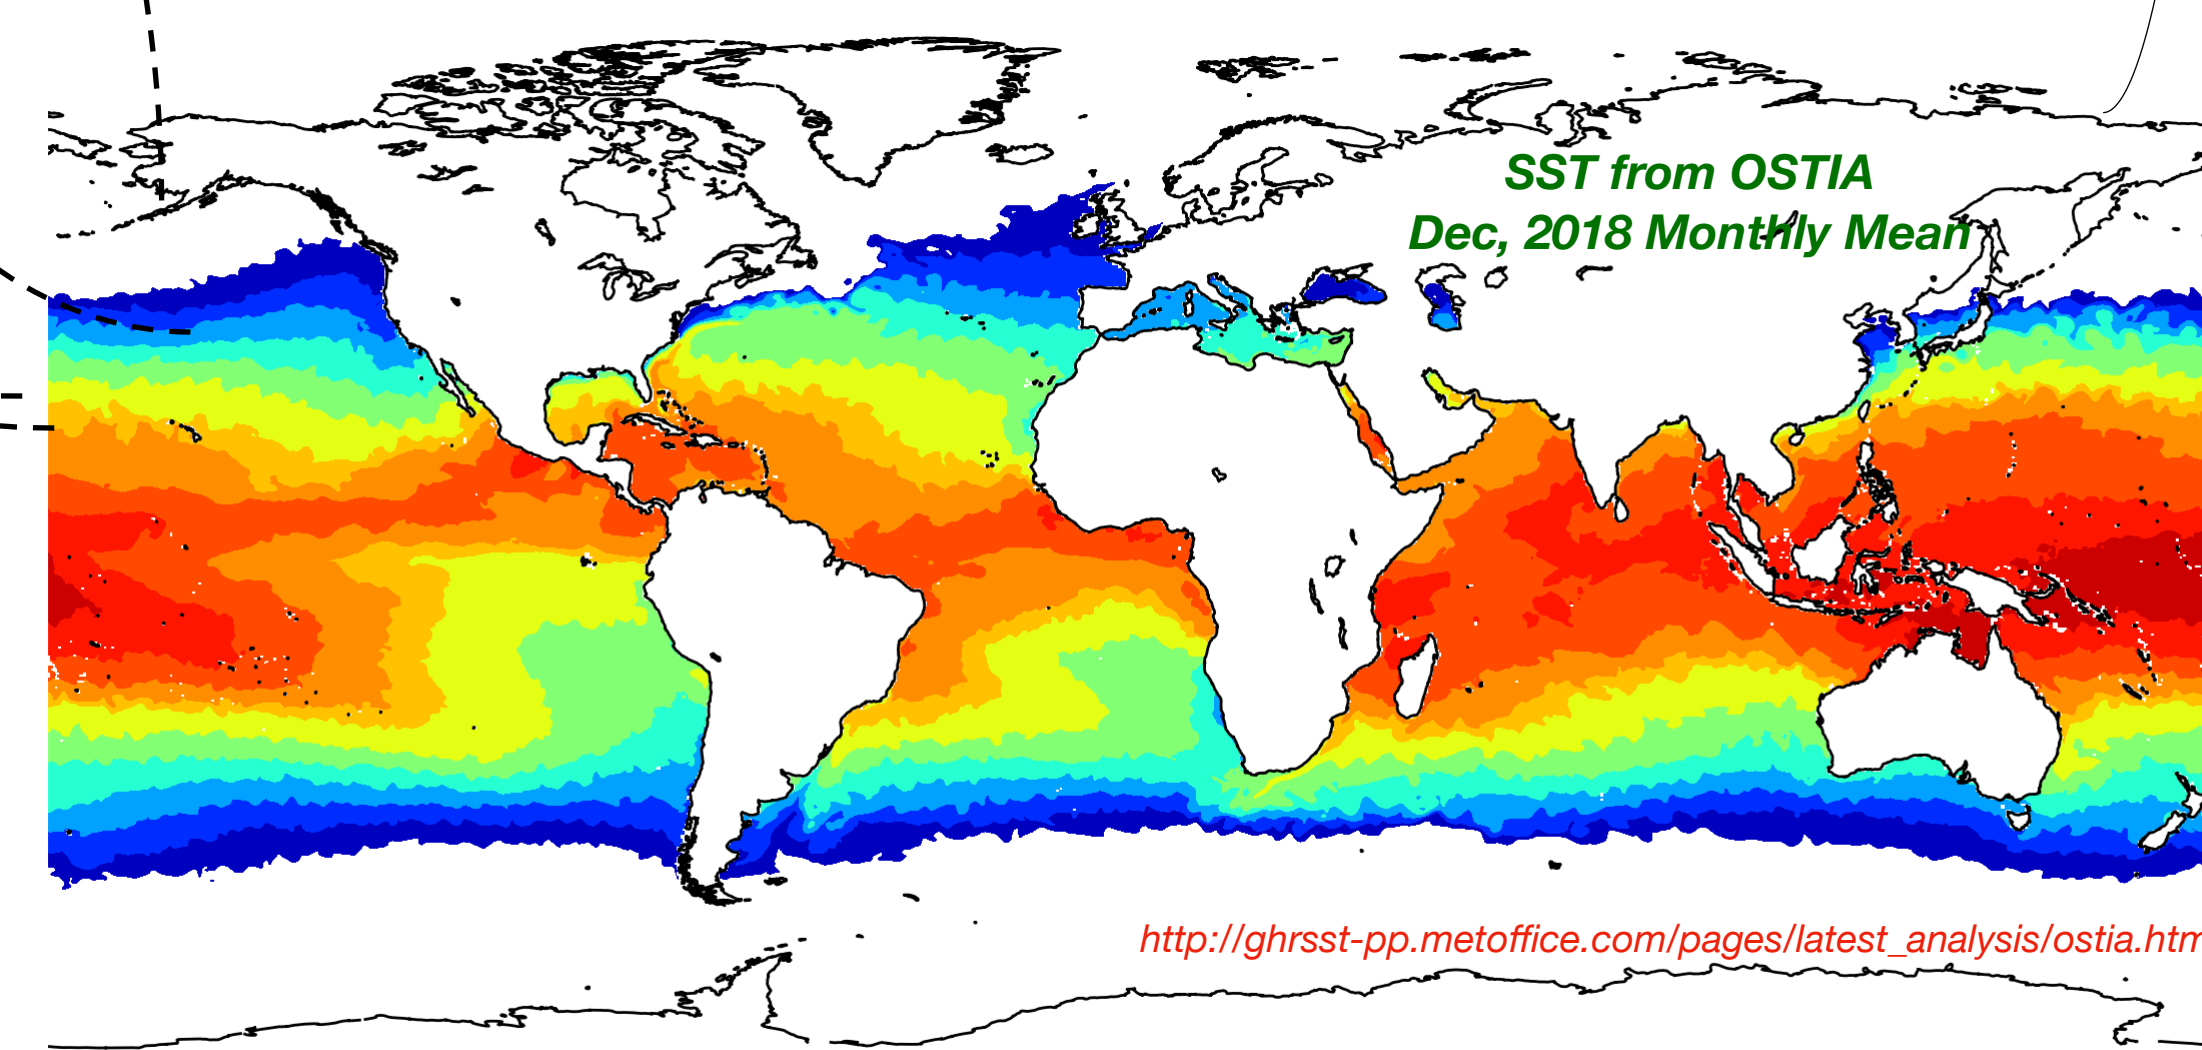 SST from OSTIA
Dec, 2018 Monthly Mean
http://ghrsst-pp.metoffice.com/pages/latest_analysis/ostia.htm